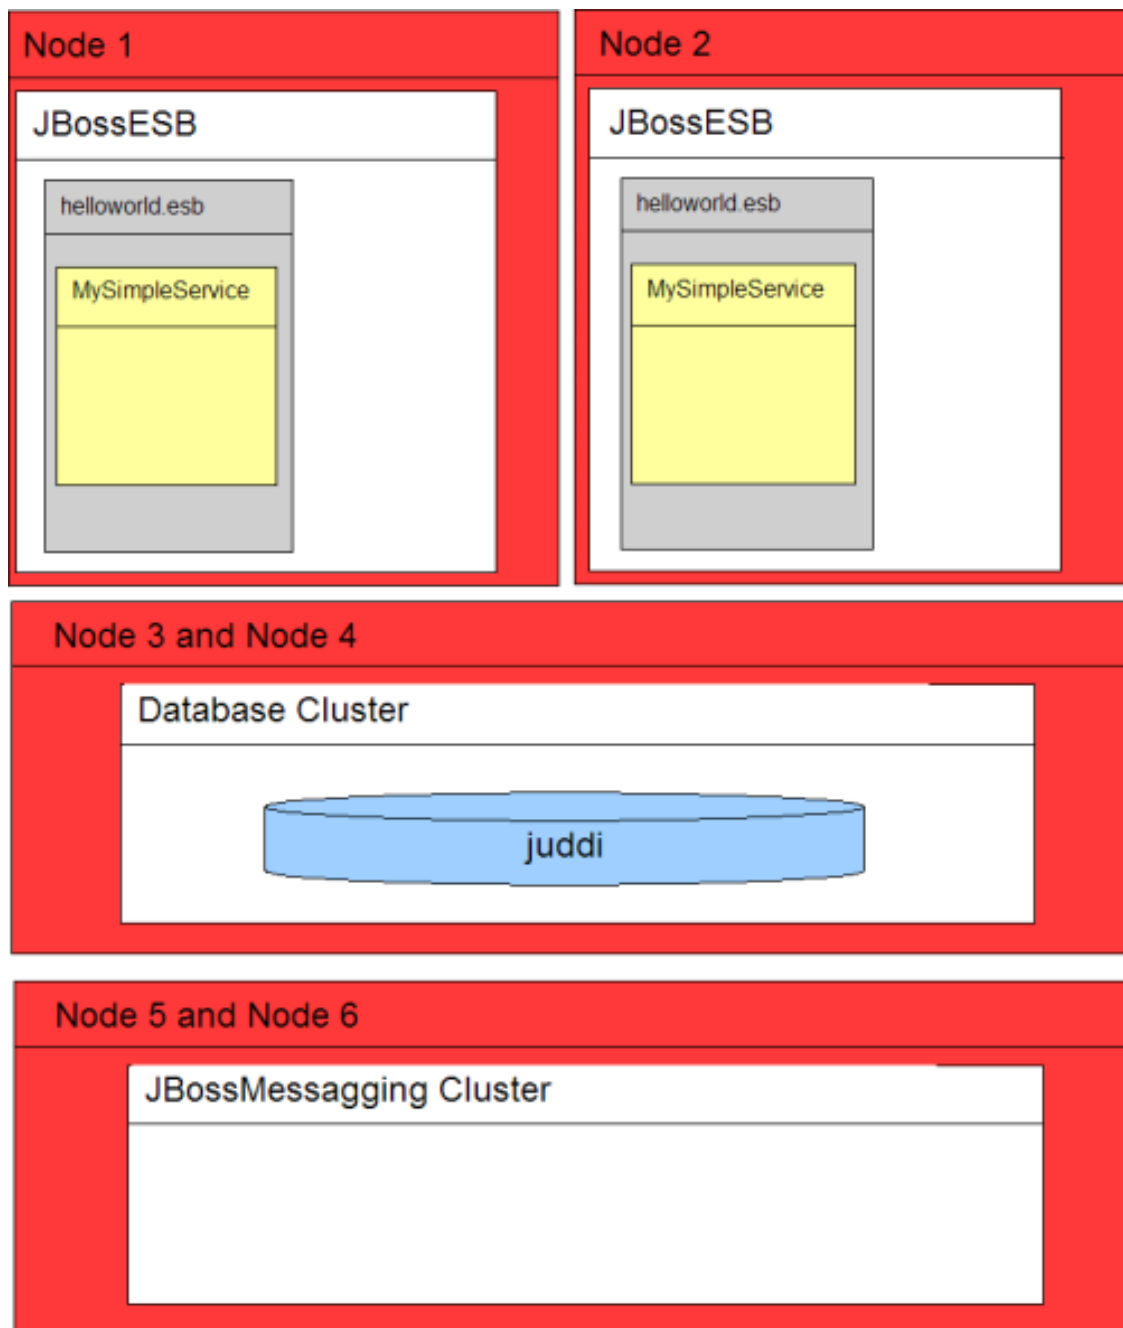 Node 1
JBossESB
helloworld.esb
MySimpleService
Node 2
JBossESB
helloworld.esb
MySimpleService
Node 3 and Node 4
Database Cluster
juddi
Node 5 and Node 6
JBossMessagging Cluster